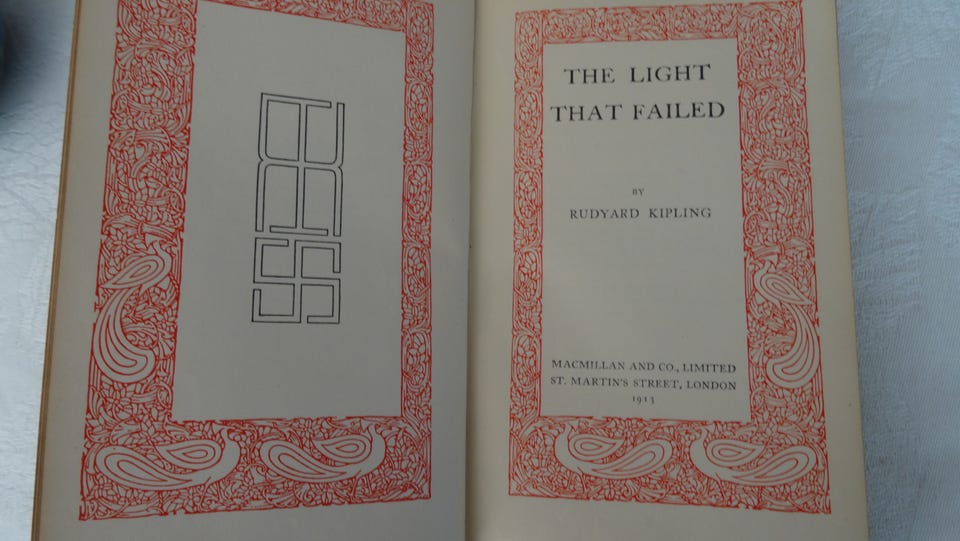 THE LIGHT
THAT FAILED
BY
RUDYARD KIPLING
MACMILLAN AND CO., LIMITED
ST. MARTIN'S STREET, LONDON
1913